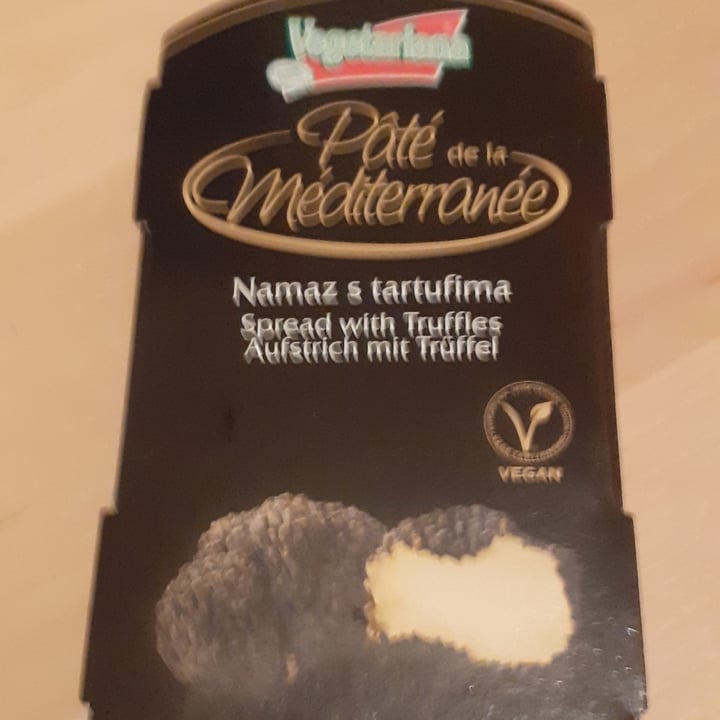 Vegetariana
Pâté de la
Méditerranée
Namaz s tartufima
Spread with Truffles
Aufstrich mit Trüffel
VEGAN